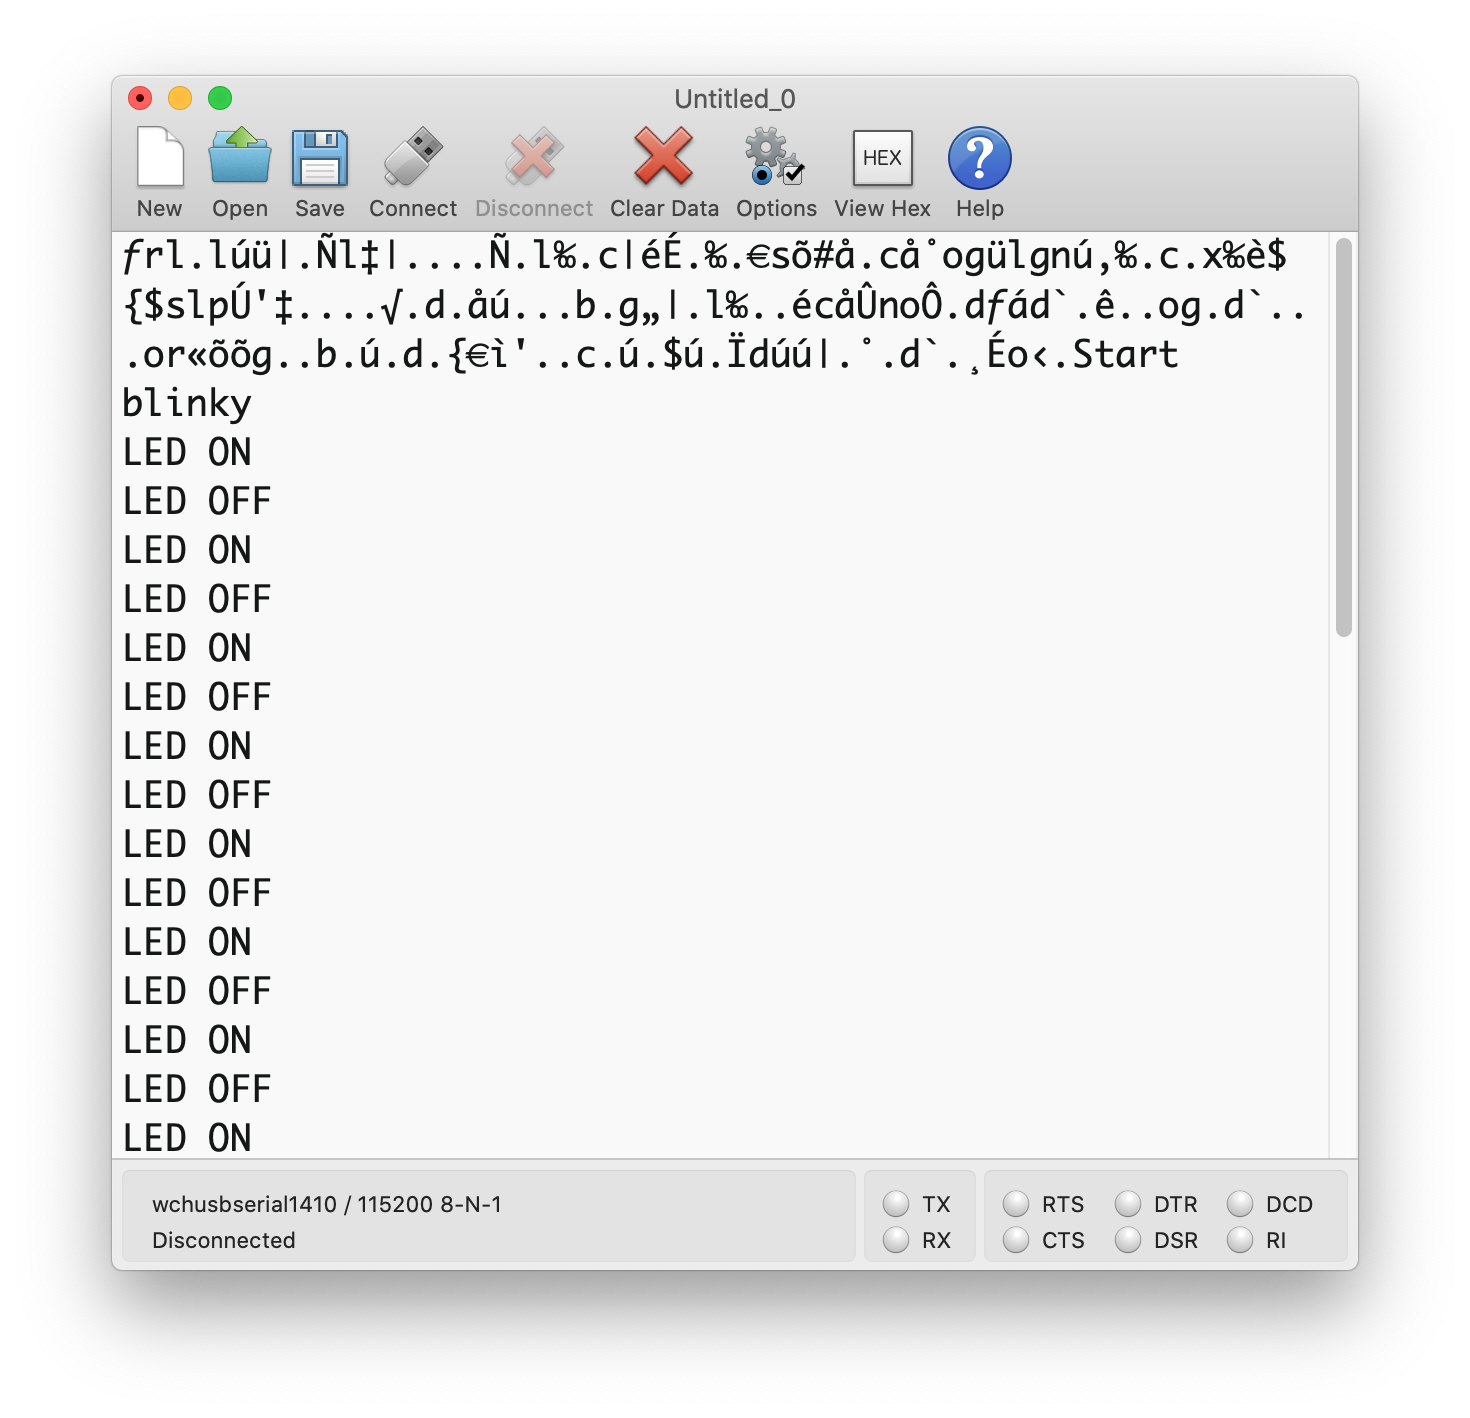 Untitled_0
New Open Save Connect Disconnect Clear Data Options HEX View Hex ? Help
ƒrl.lúü|.Ñl‡|....Ñ.l‰.c|éÉ.‰.€sõ#å.cå˚ogülgnú,‰.c.x‰è$
{$slpÚ'‡....√.d.åú...b.g„|.l‰..écåÛnoÔ.dƒád`.ê..og.d`..
.or«õõg..b.ú.d.{€ì'..c.ú.$ú.Ïdúú|.˚.d`.¸Éo‹.Start
blinky
LED ON
LED OFF
LED ON
LED OFF
LED ON
LED OFF
LED ON
LED OFF
LED ON
LED OFF
LED ON
LED OFF
LED ON
LED OFF
LED ON
wchusbserial1410 / 115200 8-N-1
Disconnected
TX RTS DTR DCD
RX CTS DSR RI